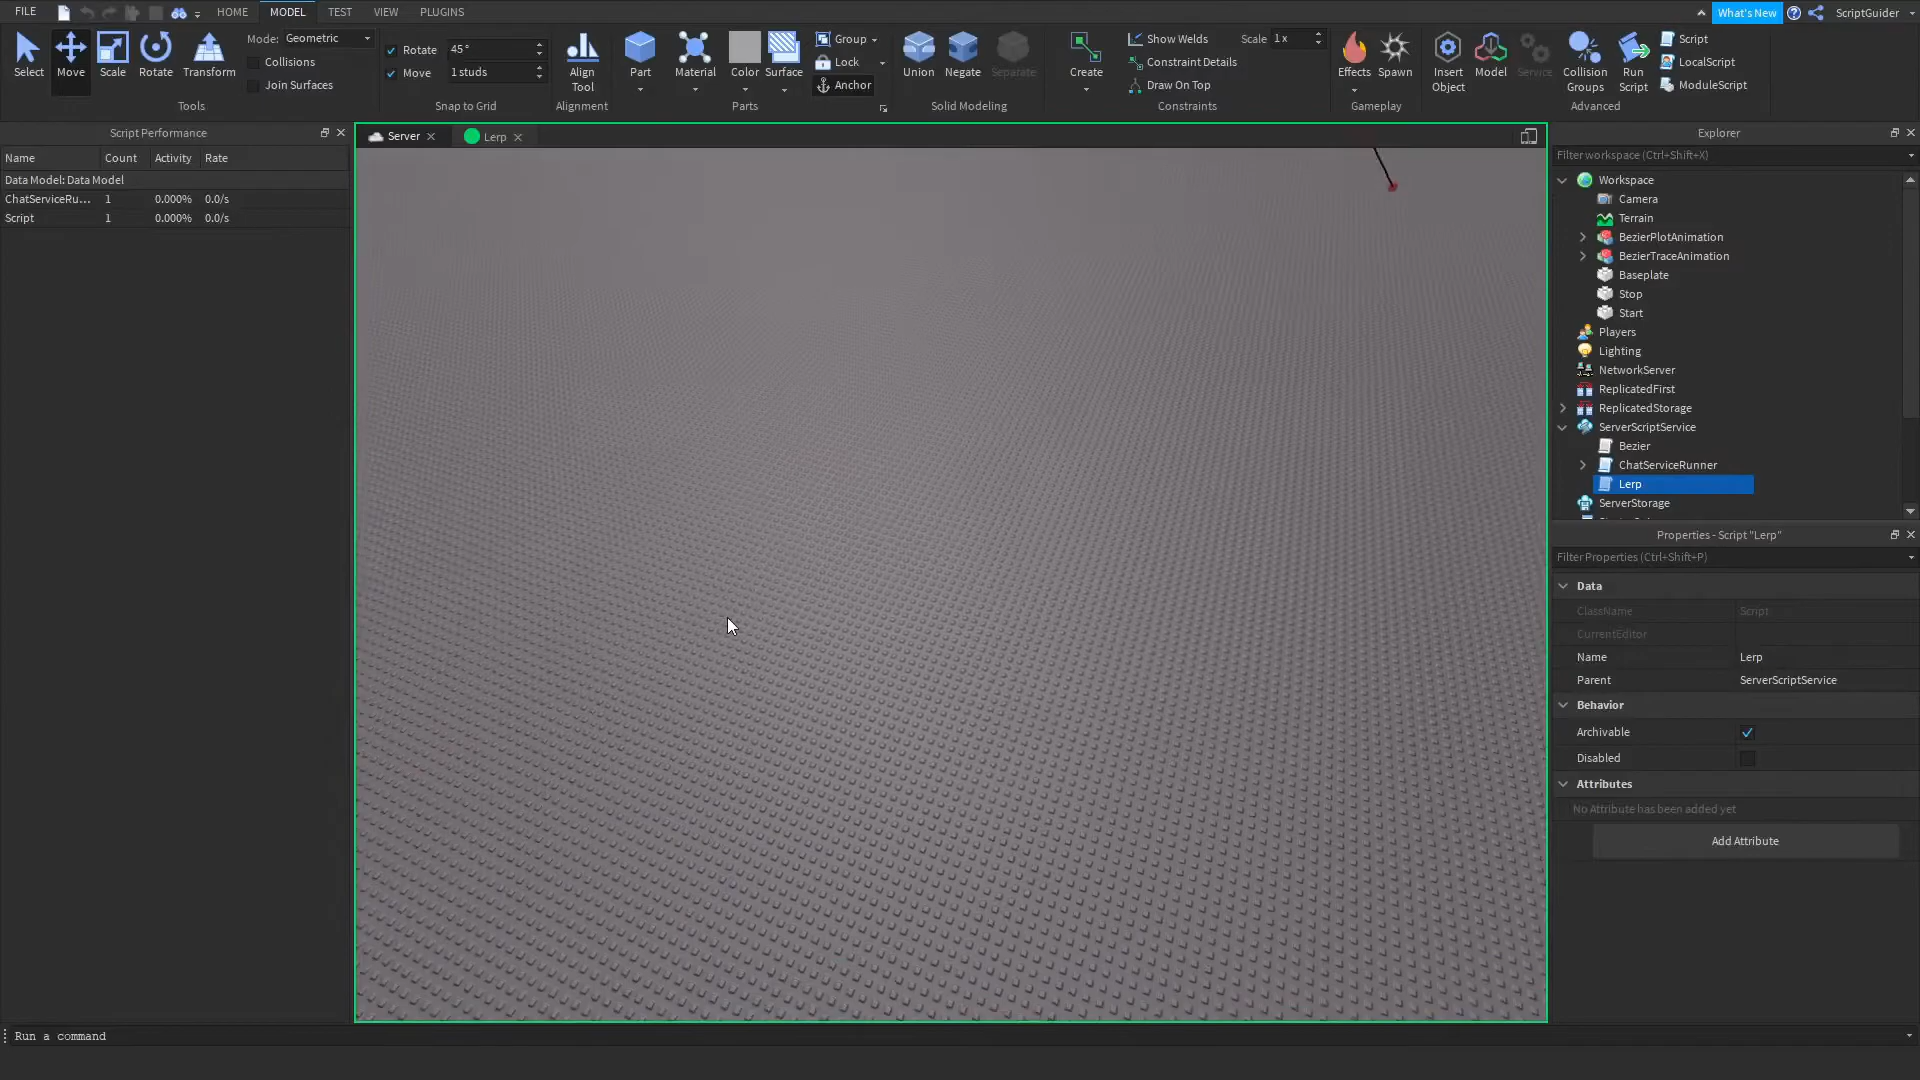 FILE
HOME
MODEL
TEST
VIEW
PLUGINS
What's New
ScriptGuider
Select
Move
Scale
Rotate
Transform
Mode:
Geometric
Collisions
Join Surfaces
Tools
Rotate
45°
Move
1 studs
Snap to Grid
Align
Tool
Alignment
Part
Material
Color
Surface
Group
Lock
Anchor
Parts
Union
Negate
Separate
Solid Modeling
Create
Show Welds
Scale
1x
Constraint Details
Draw On Top
Constraints
Effects
Spawn
Gameplay
Insert
Object
Model
Service
Collision
Groups
Run
Script
Script
LocalScript
ModuleScript
Advanced
Script Performance
Name
Count
Activity
Rate
Data Model: Data Model
ChatServiceRu...
1
0.000%
0.0/s
Script
1
0.000%
0.0/s
Server
Lerp
Explorer
Filter workspace (Ctrl+Shift+X)
Workspace
Camera
Terrain
BezierPlotAnimation
BezierTraceAnimation
Baseplate
Stop
Start
Players
Lighting
NetworkServer
ReplicatedFirst
ReplicatedStorage
ServerScriptService
Bezier
ChatServiceRunner
Lerp
ServerStorage
Properties - Script "Lerp"
Filter Properties (Ctrl+Shift+P)
Data
ClassName
Script
CurrentEditor
Name
Lerp
Parent
ServerScriptService
Behavior
Archivable
Disabled
Attributes
No Attribute has been added yet
Add Attribute
Run a command